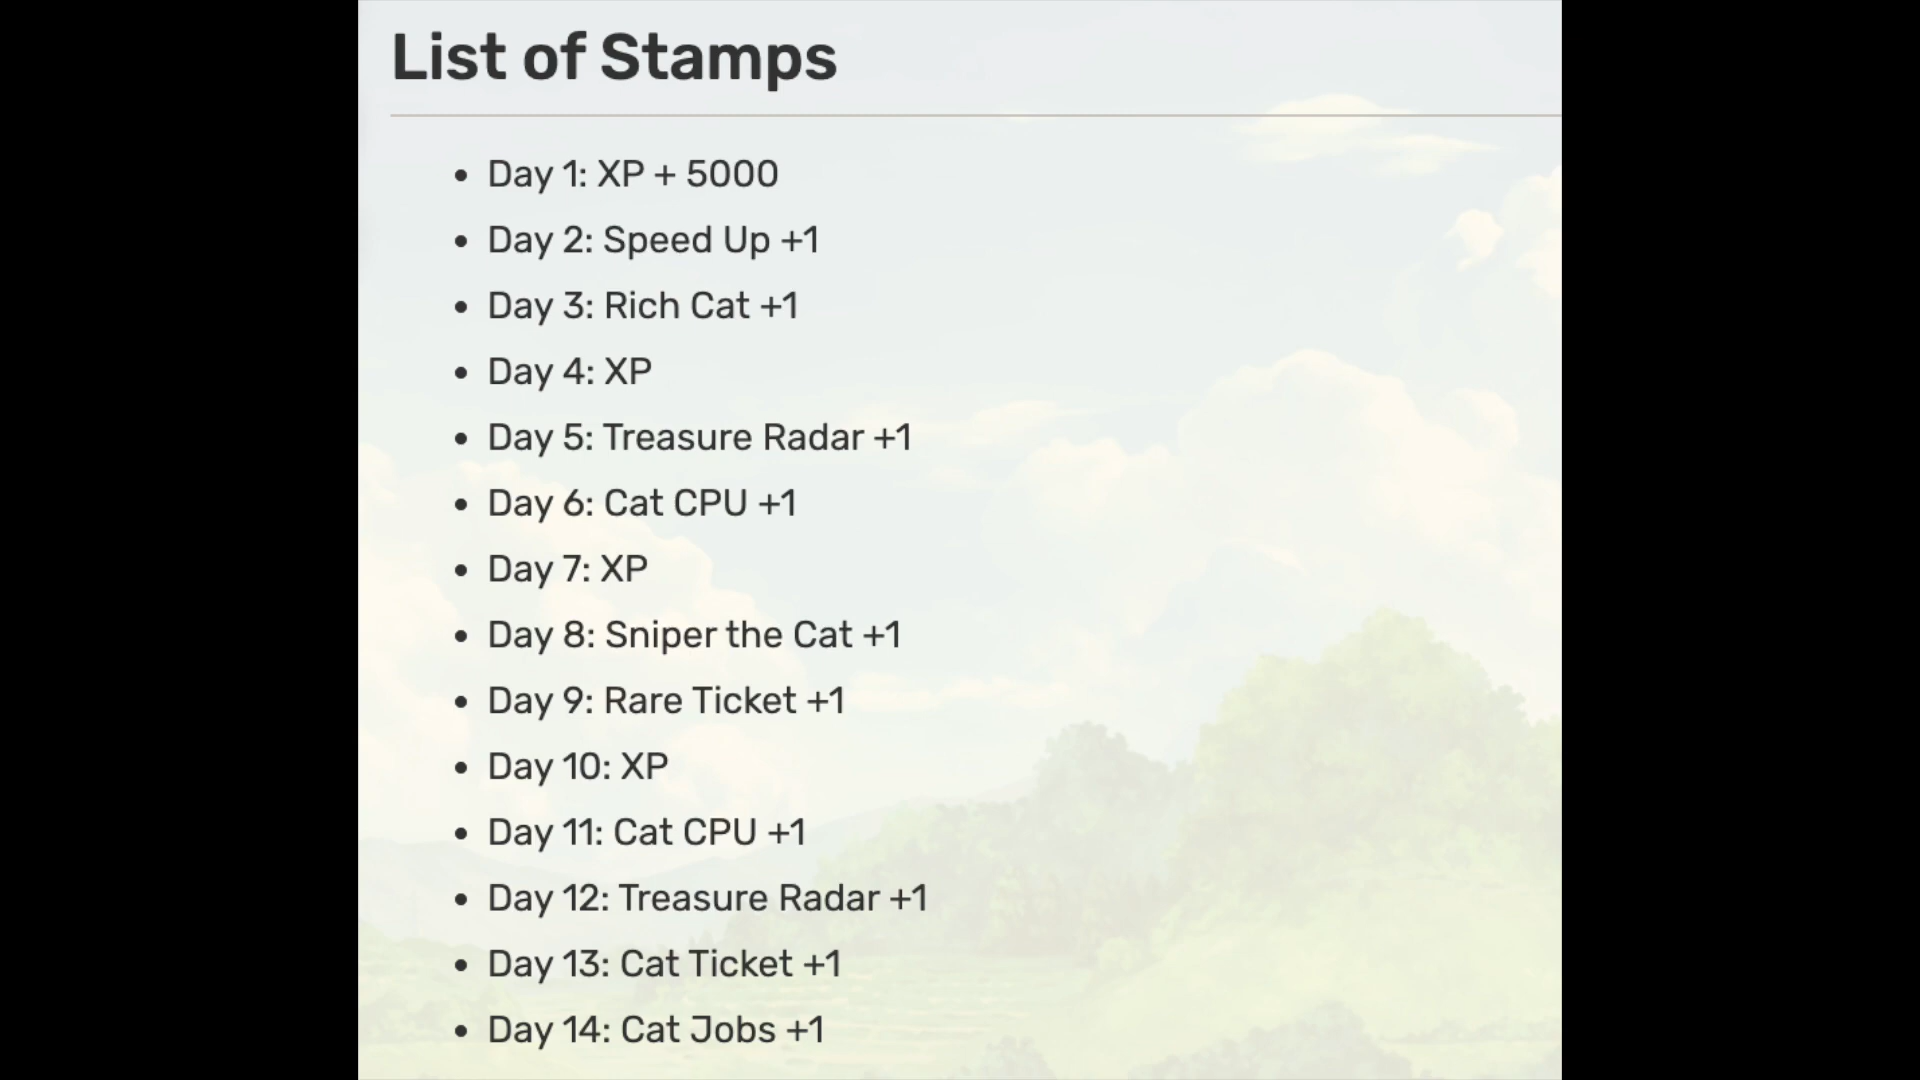 List of Stamps
Day 1: XP + 5000
Day 2: Speed Up +1
Day 3: Rich Cat +1
Day 4: XP
Day 5: Treasure Radar +1
Day 6: Cat CPU +1
Day 7: XP
Day 8: Sniper the Cat +1
Day 9: Rare Ticket +1
Day 10: XP
Day 11: Cat CPU +1
Day 12: Treasure Radar +1
Day 13: Cat Ticket +1
Day 14: Cat Jobs +1